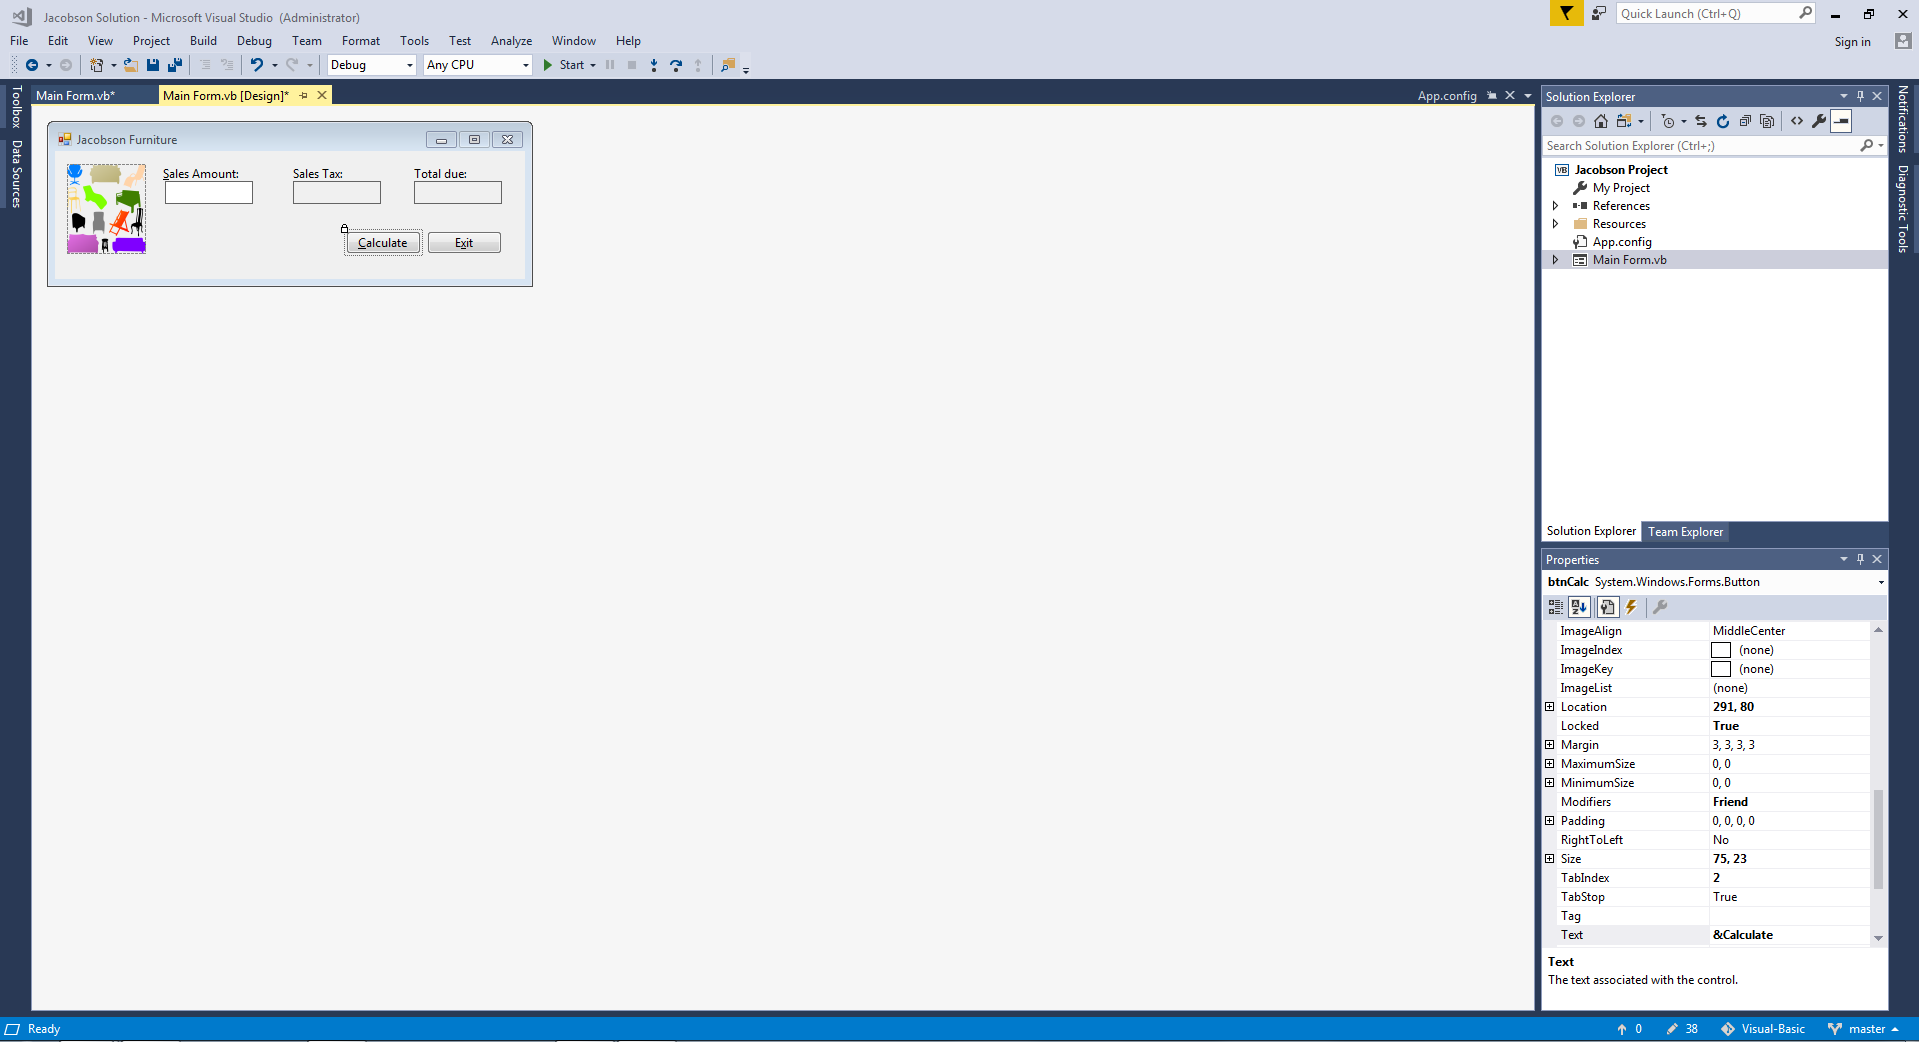 Jacobson Solution - Microsoft Visual Studio (Administrator)
Quick Launch (Ctrl+Q)
File Edit View Project Build Debug Team Format Tools Test Analyze Window Help
Sign in
Debug Any CPU Start
Toolbox
Data Sources
Main Form.vb* Main Form.vb [Design]* App.config
Jacobson Furniture
Sales Amount: Sales Tax: Total due:
Calculate Exit
Solution Explorer
Search Solution Explorer (Ctrl+;)
VB Jacobson Project
My Project
References
Resources
App.config
Main Form.vb
Solution Explorer Team Explorer
Properties
btnCalc System.Windows.Forms.Button
ImageAlign MiddleCenter
ImageIndex (none)
ImageKey (none)
ImageList (none)
Location 291, 80
Locked True
Margin 3, 3, 3, 3
MaximumSize 0, 0
MinimumSize 0, 0
Modifiers Friend
Padding 0, 0, 0, 0
RightToLeft No
Size 75, 23
TabIndex 2
TabStop True
Tag
Text &Calculate
Text
The text associated with the control.
Notifications
Diagnostic Tools
Ready 0 38 Visual-Basic master